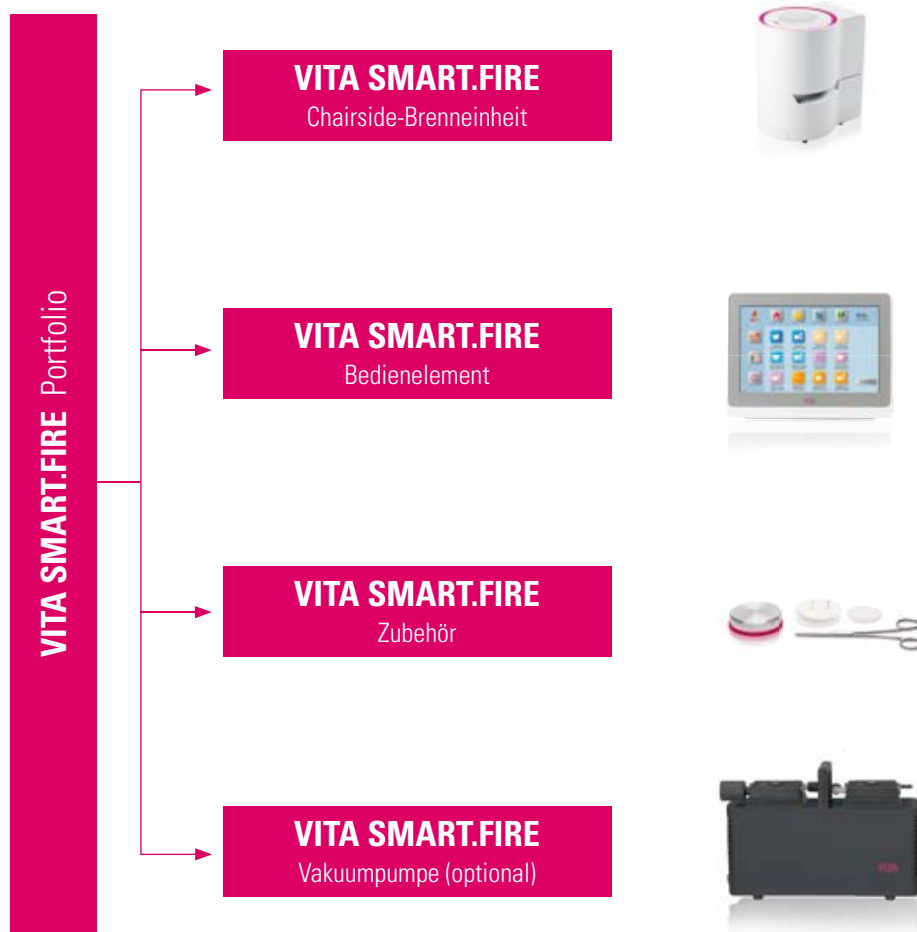 VITA SMART.FIRE Portfolio
VITA SMART.FIRE
Chairside-Brenneinheit
VITA SMART.FIRE
Bedienelement
VITA SMART.FIRE
Zubehör
VITA SMART.FIRE
Vakuumpumpe (optional)